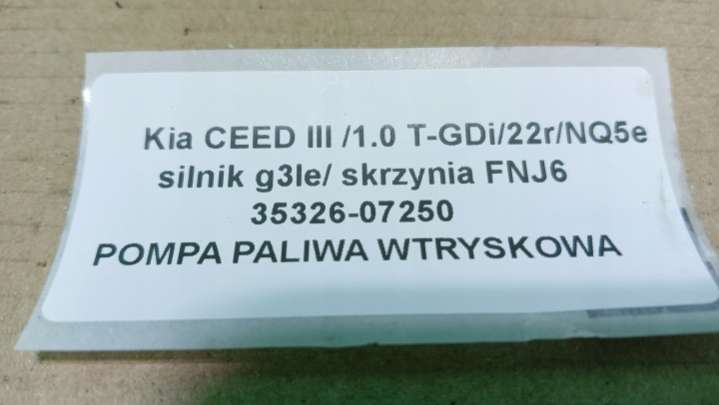 Kia CEED III /1.0 T-GDi/22r/NQ5e
silnik g3le/ skrzynia FNJ6
35326-07250
POMPA PALIWA WTRYSKOWA